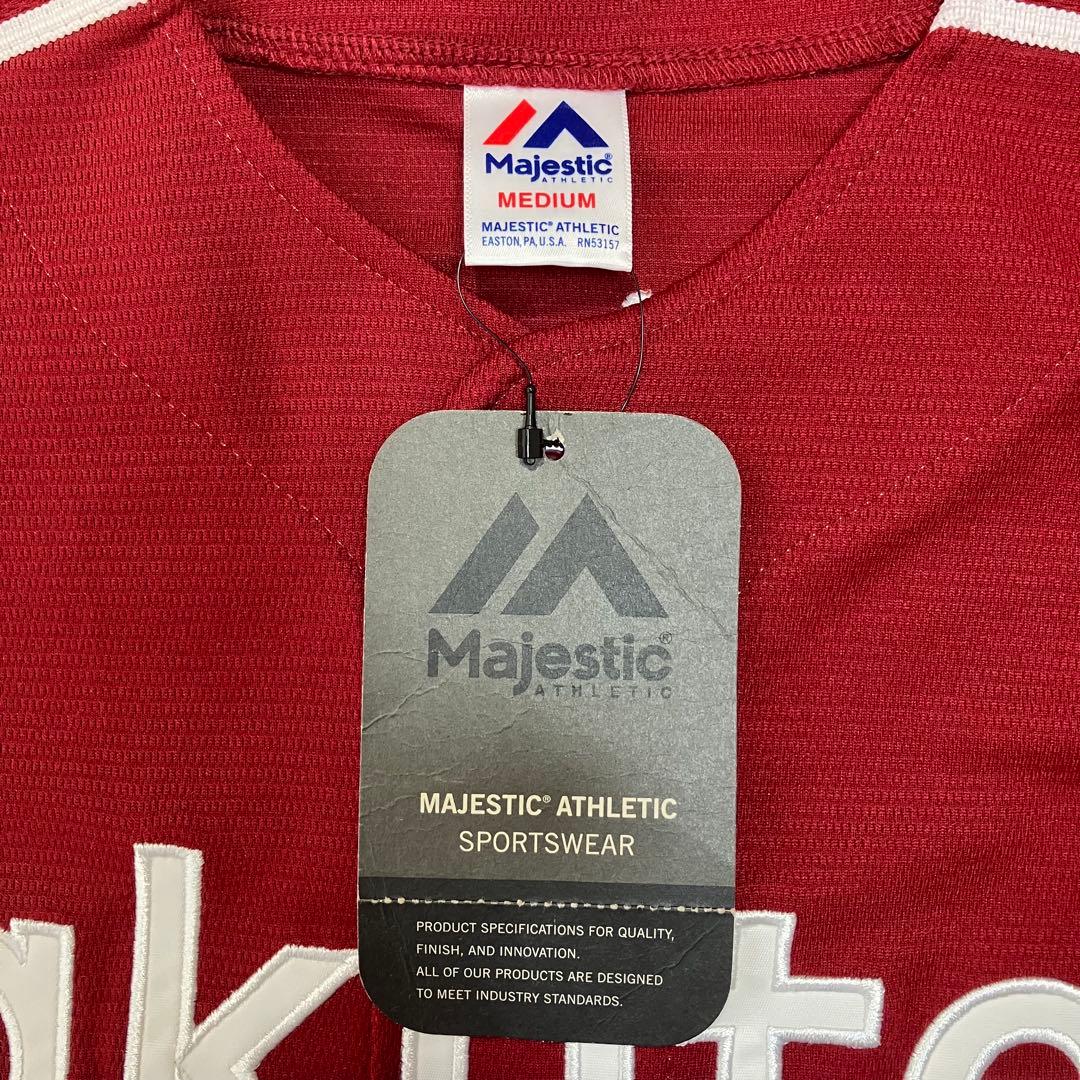 Majestic®
ATHLETIC
MEDIUM
MAJESTIC® ATHLETIC
EASTON, PA, U.S.A. RN53157
Majestic®
ATHLETIC
MAJESTIC® ATHLETIC
SPORTSWEAR
PRODUCT SPECIFICATIONS FOR QUALITY,
FINISH, AND INNOVATION.
ALL OF OUR PRODUCTS ARE DESIGNED
TO MEET INDUSTRY STANDARDS.